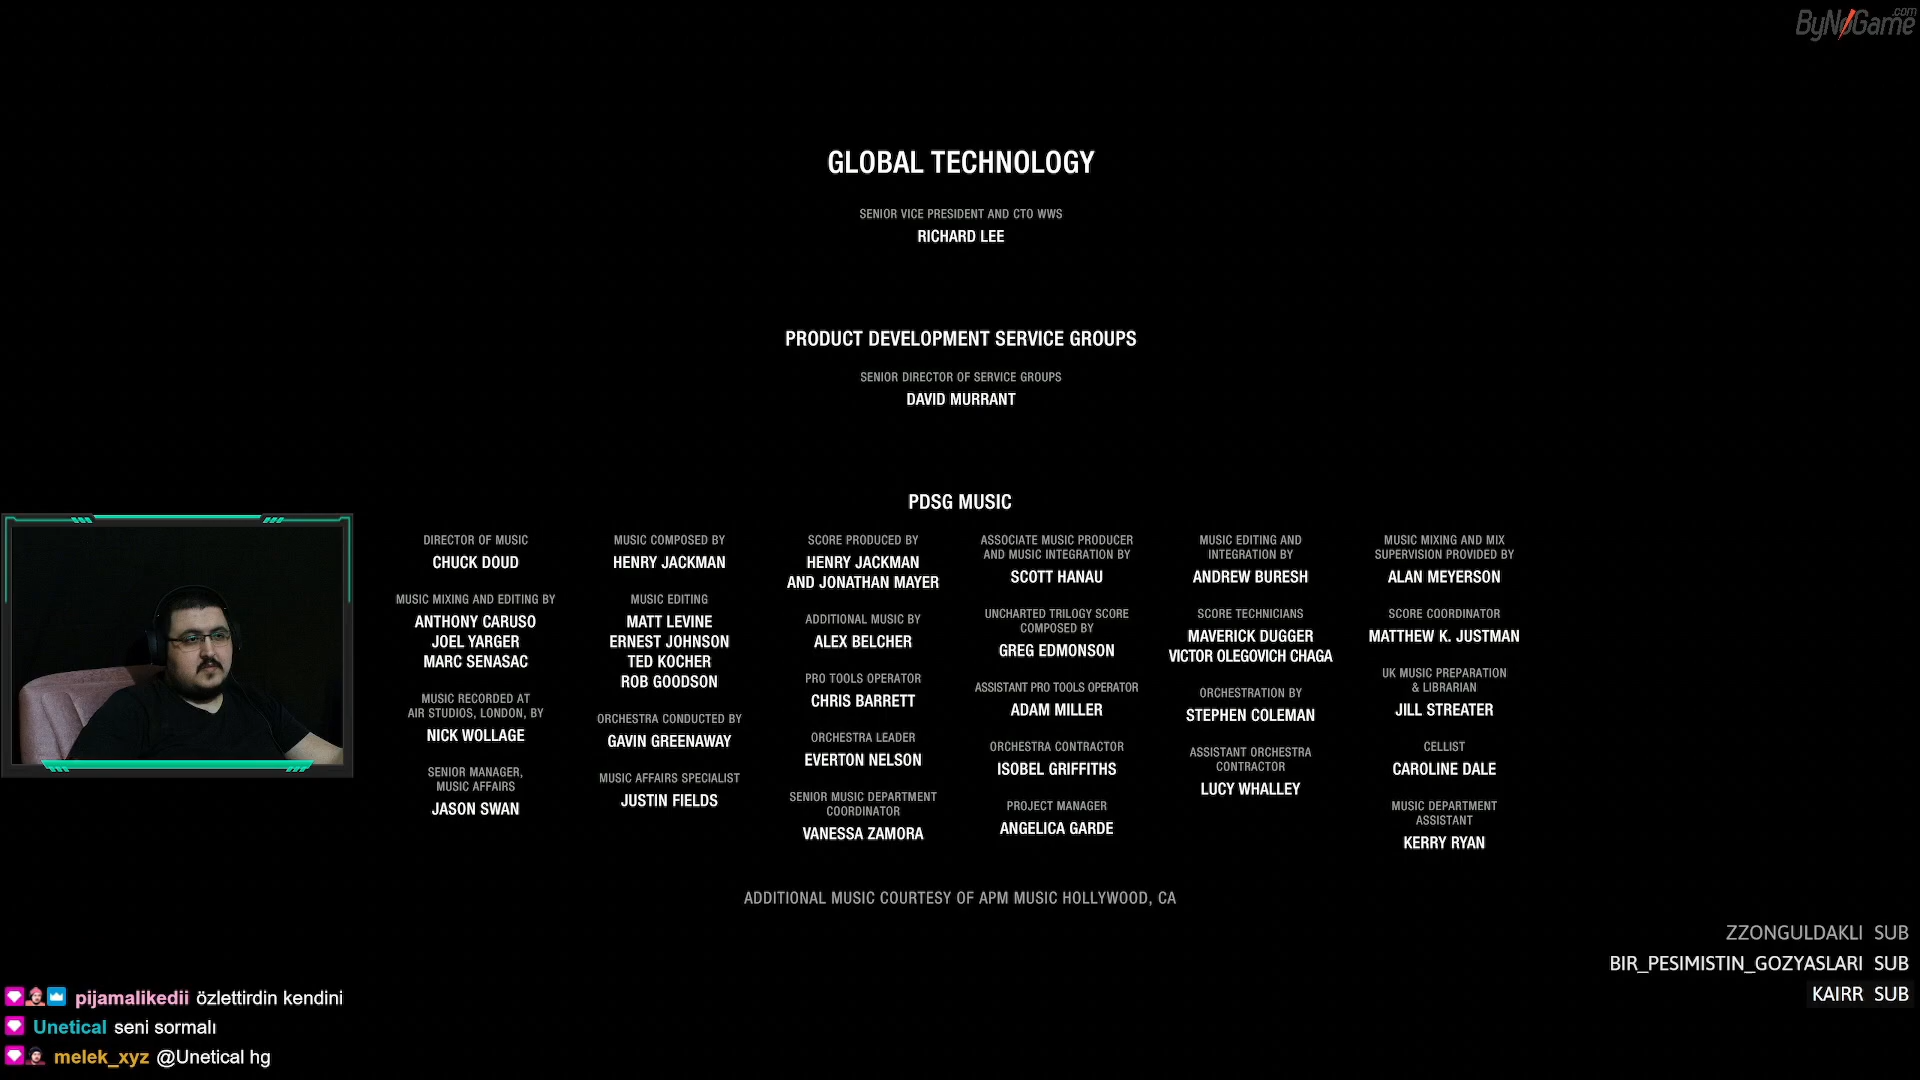 ByNoGame.com
GLOBAL TECHNOLOGY
SENIOR VICE PRESIDENT AND CTO WWS
RICHARD LEE
PRODUCT DEVELOPMENT SERVICE GROUPS
SENIOR DIRECTOR OF SERVICE GROUPS
DAVID MURRANT
PDSG MUSIC
DIRECTOR OF MUSIC
CHUCK DOUD
MUSIC MIXING AND EDITING BY
ANTHONY CARUSO
JOEL YARGER
MARC SENASAC
MUSIC RECORDED AT
AIR STUDIOS, LONDON, BY
NICK WOLLAGE
SENIOR MANAGER,
MUSIC AFFAIRS
JASON SWAN
MUSIC COMPOSED BY
HENRY JACKMAN
MUSIC EDITING
MATT LEVINE
ERNEST JOHNSON
TED KOCHER
ROB GOODSON
ORCHESTRA CONDUCTED BY
GAVIN GREENAWAY
MUSIC AFFAIRS SPECIALIST
JUSTIN FIELDS
SCORE PRODUCED BY
HENRY JACKMAN
AND JONATHAN MAYER
ADDITIONAL MUSIC BY
ALEX BELCHER
PRO TOOLS OPERATOR
CHRIS BARRETT
ORCHESTRA LEADER
EVERTON NELSON
SENIOR MUSIC DEPARTMENT
COORDINATOR
VANESSA ZAMORA
ASSOCIATE MUSIC PRODUCER
AND MUSIC INTEGRATION BY
SCOTT HANAU
UNCHARTED TRILOGY SCORE
COMPOSED BY
GREG EDMONSON
ASSISTANT PRO TOOLS OPERATOR
ADAM MILLER
ORCHESTRA CONTRACTOR
ISOBEL GRIFFITHS
PROJECT MANAGER
ANGELICA GARDE
MUSIC EDITING AND
INTEGRATION BY
ANDREW BURESH
SCORE TECHNICIANS
MAVERICK DUGGER
VICTOR OLEGOVICH CHAGA
ORCHESTRATION BY
STEPHEN COLEMAN
ASSISTANT ORCHESTRA
CONTRACTOR
LUCY WHALLEY
MUSIC MIXING AND MIX
SUPERVISION PROVIDED BY
ALAN MEYERSON
SCORE COORDINATOR
MATTHEW K. JUSTMAN
UK MUSIC PREPARATION
& LIBRARIAN
JILL STREATER
CELLIST
CAROLINE DALE
MUSIC DEPARTMENT
ASSISTANT
KERRY RYAN
ADDITIONAL MUSIC COURTESY OF APM MUSIC HOLLYWOOD, CA
ZZONGULDAKLI SUB
BIR_PESIMISTIN_GOZYASLARI SUB
KAIRR SUB
pijamalikedii özlettirdin kendini
Unetical seni sormalı
melek_xyz @Unetical hg